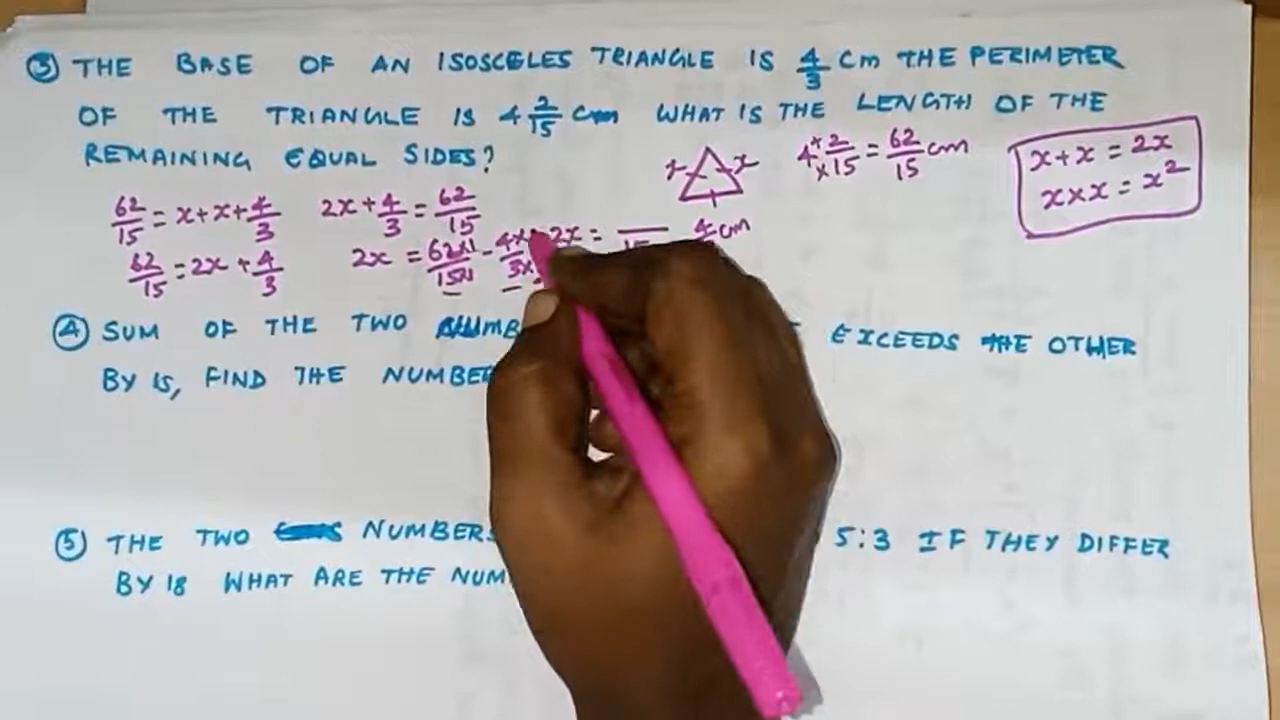 ③ THE BASE OF AN ISOSCELES TRIANGLE IS 4/3 cm THE PERIMETER
OF THE TRIANGLE IS 4 2/15 cm WHAT IS THE LENGTH OF THE
REMAINING EQUAL SIDES?
x x
4 + 2 / × 15 = 62/15 cm
x + x = 2x
x × x = x²
62/15 = x + x + 4/3
2x + 4/3 = 62/15
62/15 = 2x + 4/3
2x = 62×1/15×1 - 4×/3×
2x =
cm
④ SUM OF THE TWO EXCEEDS THE OTHER
BY 15, FIND THE
⑤ THE TWO NUMBERS 5:3 IF THEY DIFFER
BY 18 WHAT ARE THE